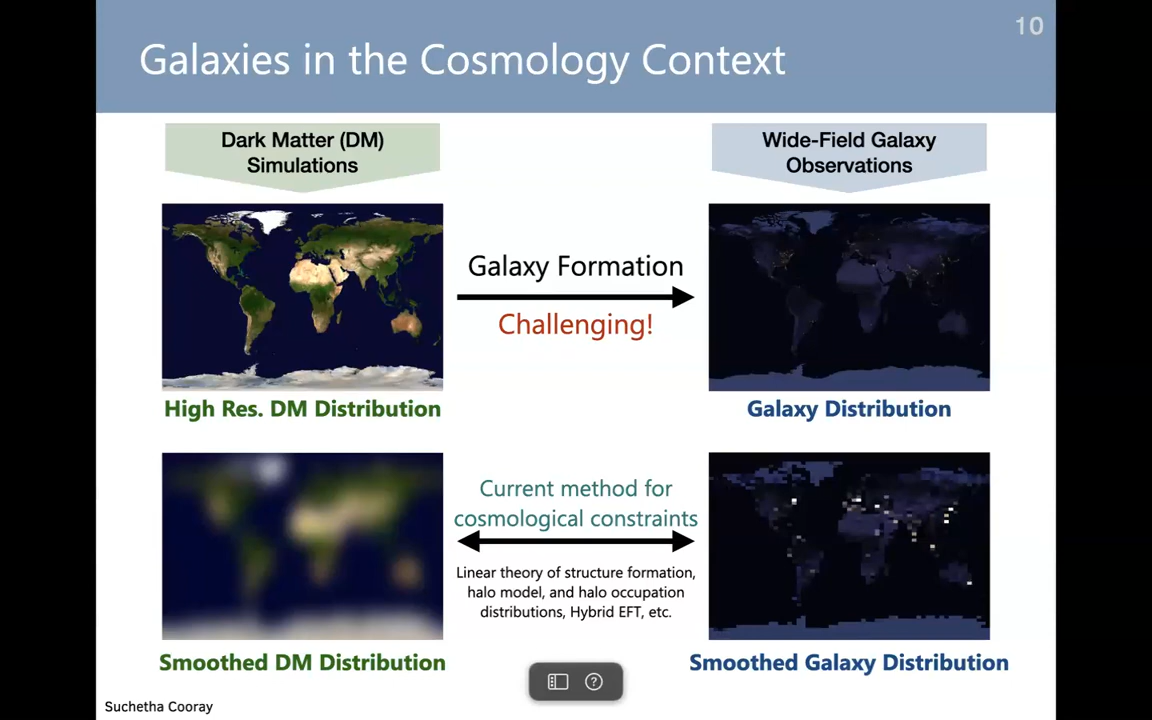 10
Galaxies in the Cosmology Context
Dark Matter (DM)
Simulations
Wide-Field Galaxy
Observations
Galaxy Formation
Challenging!
High Res. DM Distribution
Galaxy Distribution
Current method for
cosmological constraints
Linear theory of structure formation,
halo model, and halo occupation
distributions, Hybrid EFT, etc.
Smoothed DM Distribution
Smoothed Galaxy Distribution
?
Suchetha Cooray